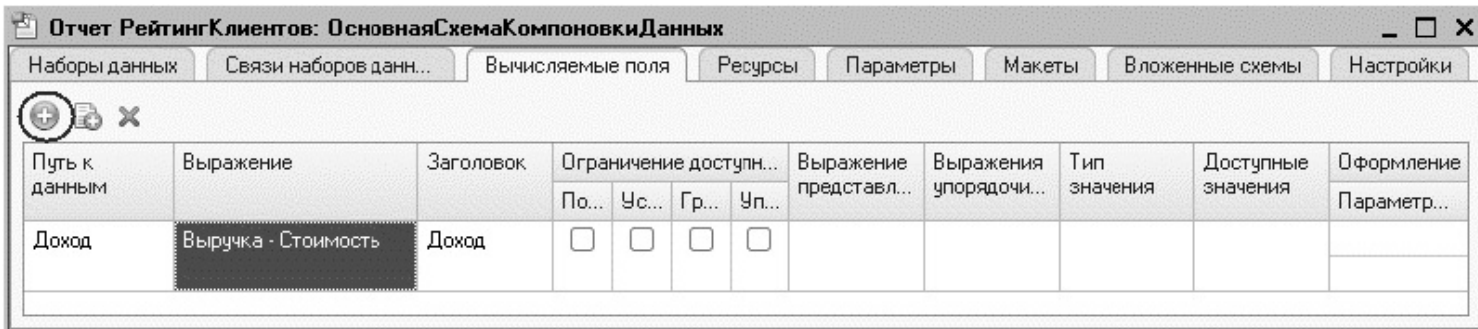 Отчет РейтингКлиентов: ОсновнаяСхемаКомпоновкиДанных
Наборы данных Связи наборов данн... Вычисляемые поля Ресурсы Параметры Макеты Вложенные схемы Настройки
Путь к данным Выражение Заголовок Ограничение доступн... Выражение представл... Выражения упорядочи... Тип значения Доступные значения Оформление
По... Ус... Гр... Уп... Параметр...
Доход Выручка - Стоимость Доход